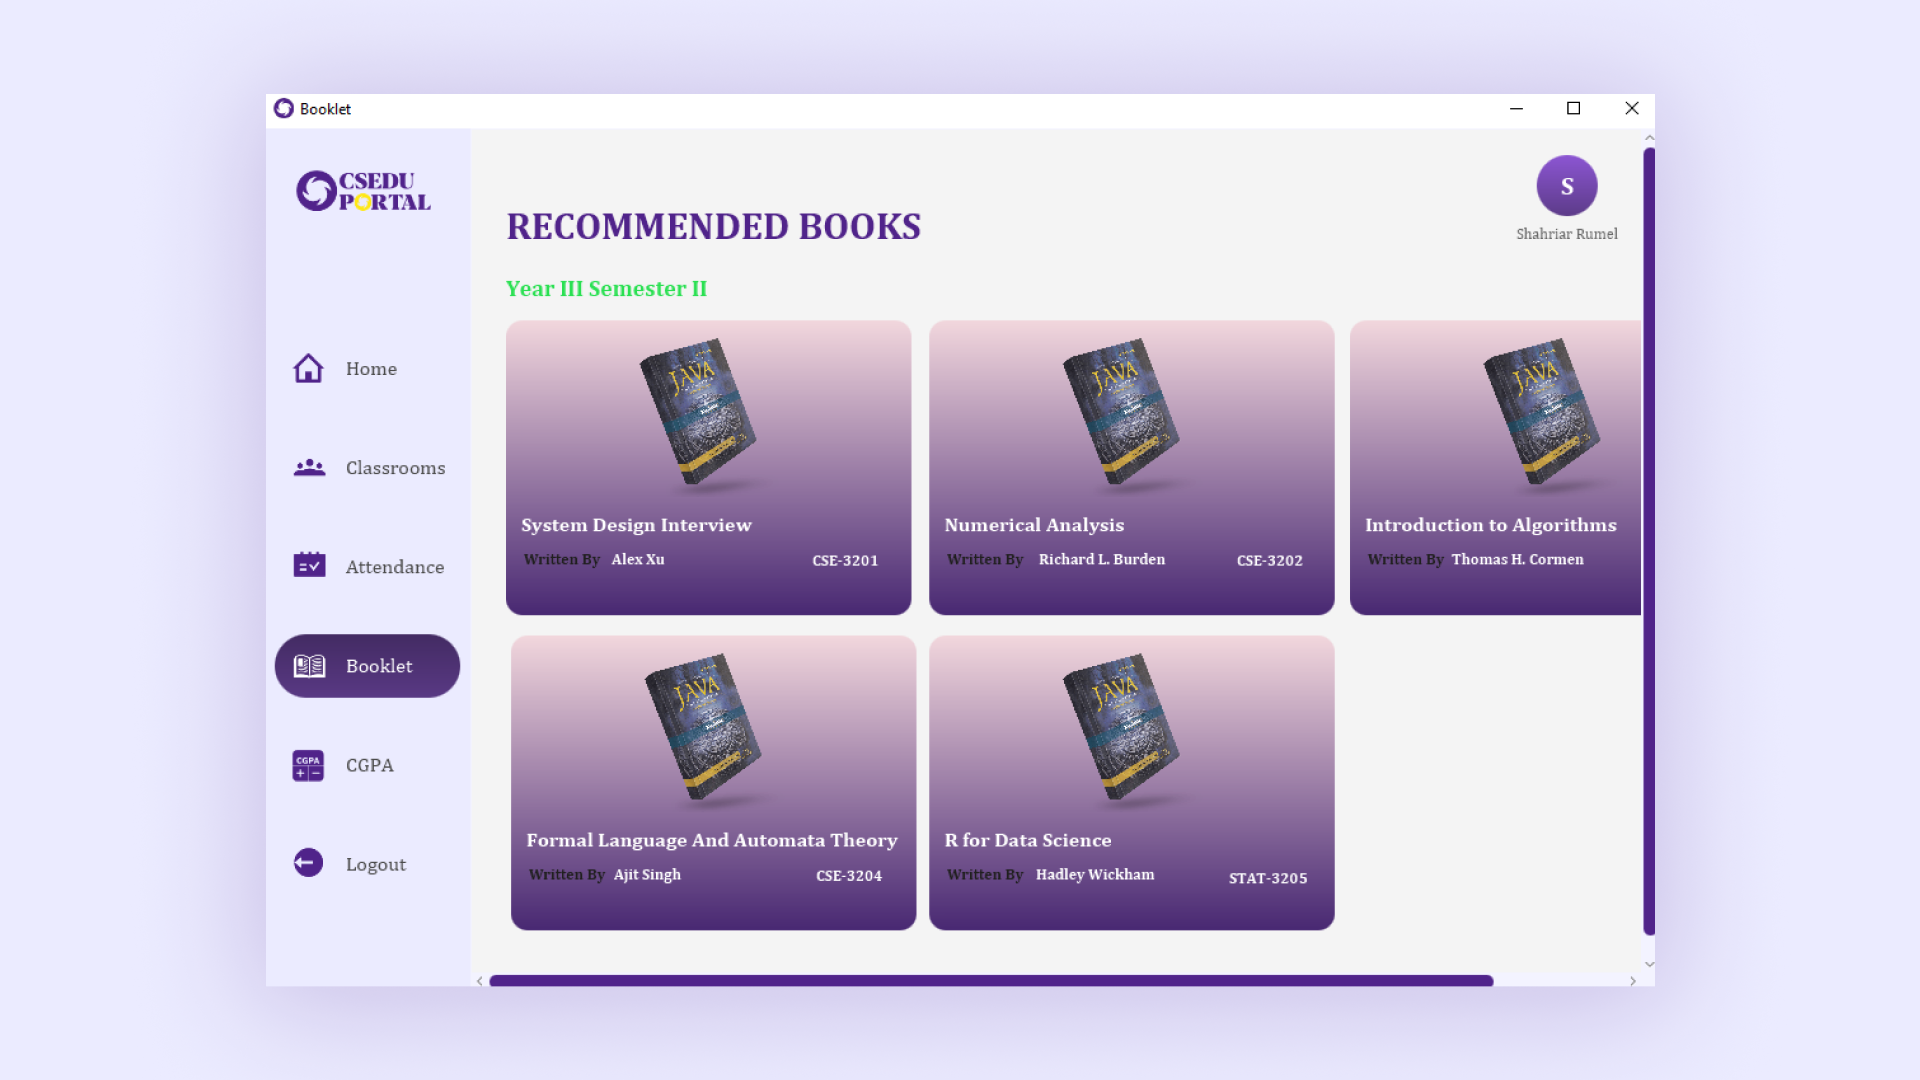 Booklet
CSEDU
PORTAL
S
Shahriar Rumel
RECOMMENDED BOOKS
Year III Semester II
Home
Classrooms
Attendance
Booklet
CGPA
CGPA
Logout
JAVA
System Design Interview
Written By Alex Xu CSE-3201
JAVA
Numerical Analysis
Written By Richard L. Burden CSE-3202
JAVA
Introduction to Algorithms
Written By Thomas H. Cormen
JAVA
Formal Language And Automata Theory
Written By Ajit Singh CSE-3204
JAVA
R for Data Science
Written By Hadley Wickham STAT-3205